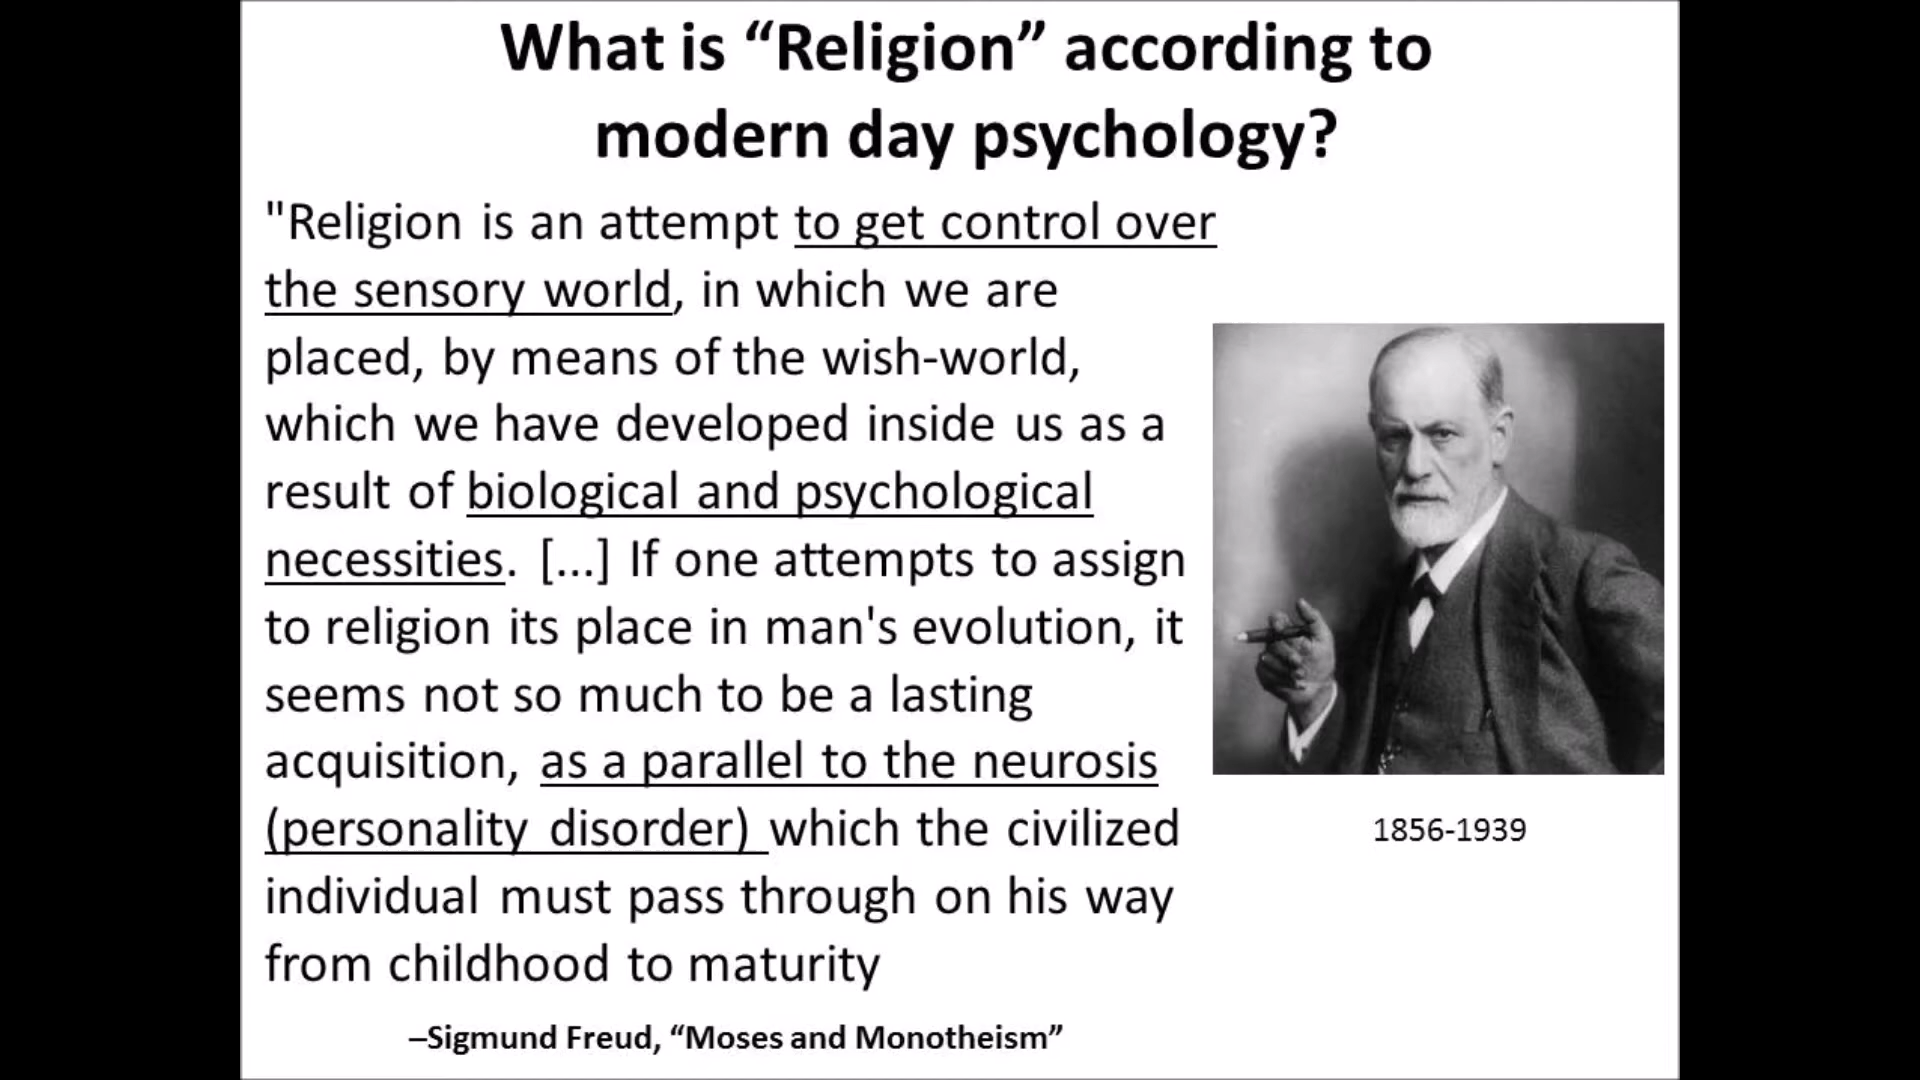 What is “Religion” according to
modern day psychology?
"Religion is an attempt to get control over
the sensory world, in which we are
placed, by means of the wish-world,
which we have developed inside us as a
result of biological and psychological
necessities. [...] If one attempts to assign
to religion its place in man's evolution, it
seems not so much to be a lasting
acquisition, as a parallel to the neurosis
(personality disorder) which the civilized
individual must pass through on his way
from childhood to maturity
–Sigmund Freud, “Moses and Monotheism”
1856-1939